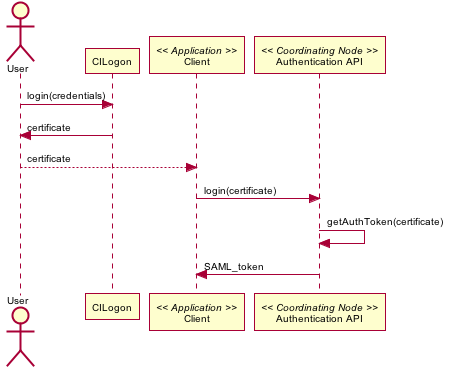 User
CILogon
<< Application >>
Client
<< Coordinating Node >>
Authentication API
login(credentials)
certificate
certificate
login(certificate)
getAuthToken(certificate)
SAML_token
User
CILogon
<< Application >>
Client
<< Coordinating Node >>
Authentication API